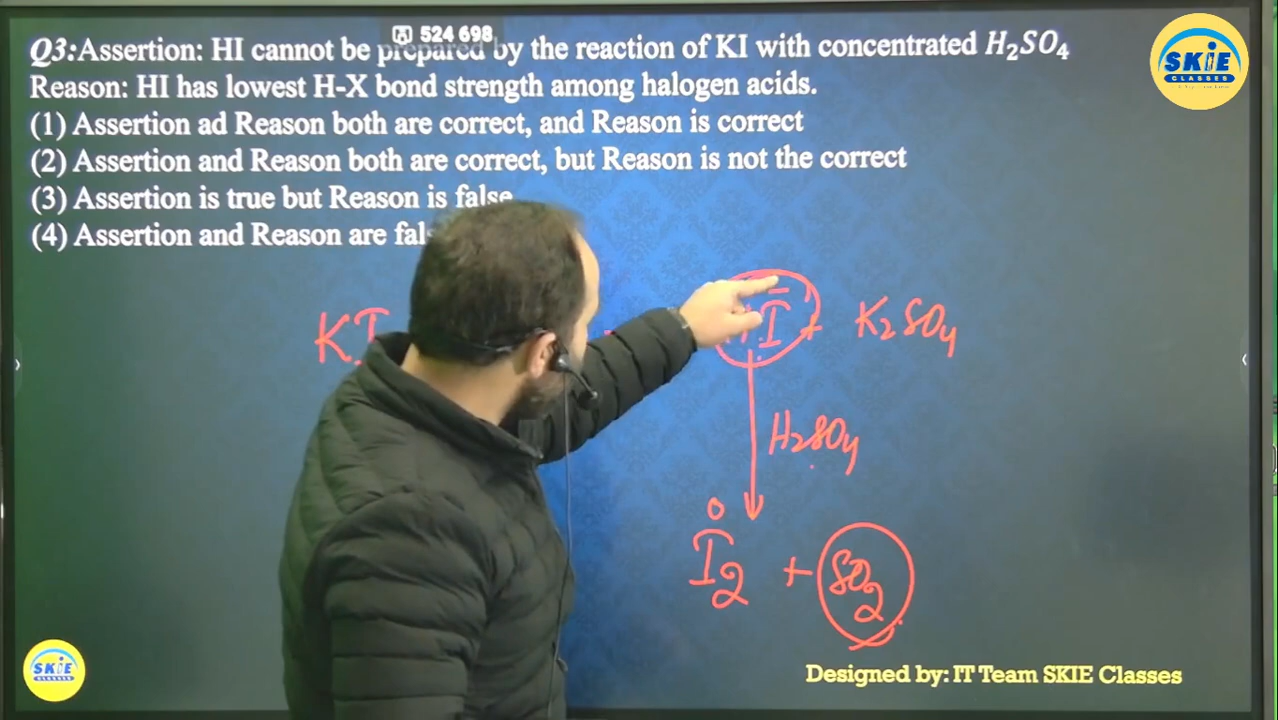 524 698
Q3:Assertion: HI cannot be prepared by the reaction of KI with concentrated H₂SO₄
Reason: HI has lowest H-X bond strength among halogen acids.
(1) Assertion ad Reason both are correct, and Reason is correct
(2) Assertion and Reason both are correct, but Reason is not the correct
(3) Assertion is true but Reason is false
(4) Assertion and Reason are fal
SKiE
CLASSES
KI
I + K₂SO₄
H₂SO₄
I₂ + SO₂
0
SKiE
CLASSES
Designed by: IT Team SKIE Classes